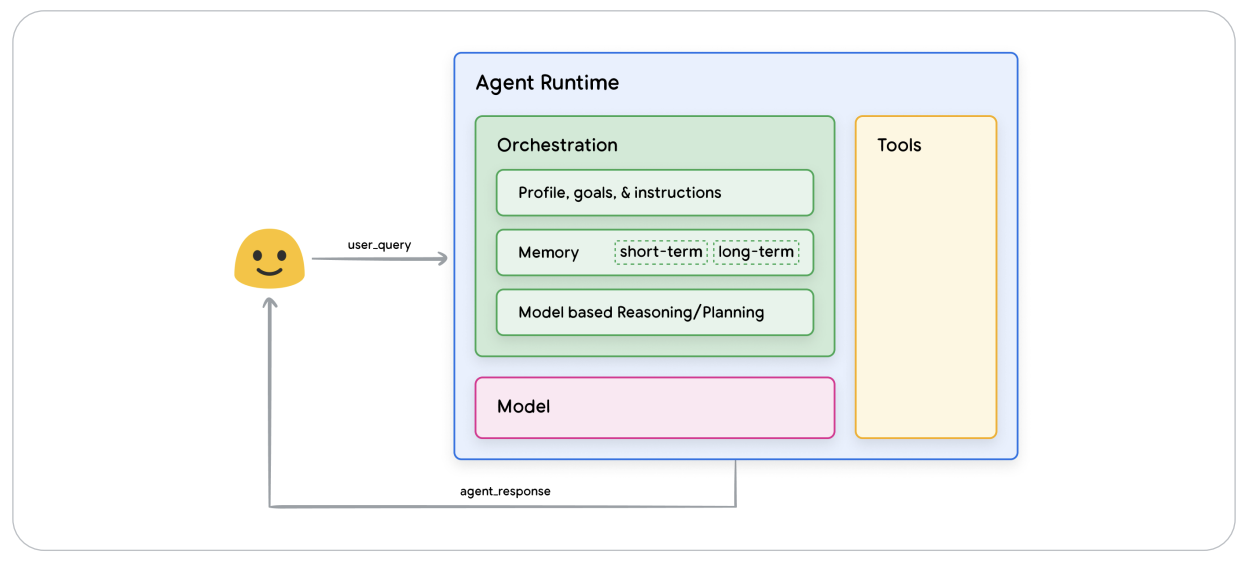 Agent Runtime
Orchestration
Tools
Profile, goals, & instructions
user_query
Memory short-term long-term
Model based Reasoning/Planning
Model
agent_response